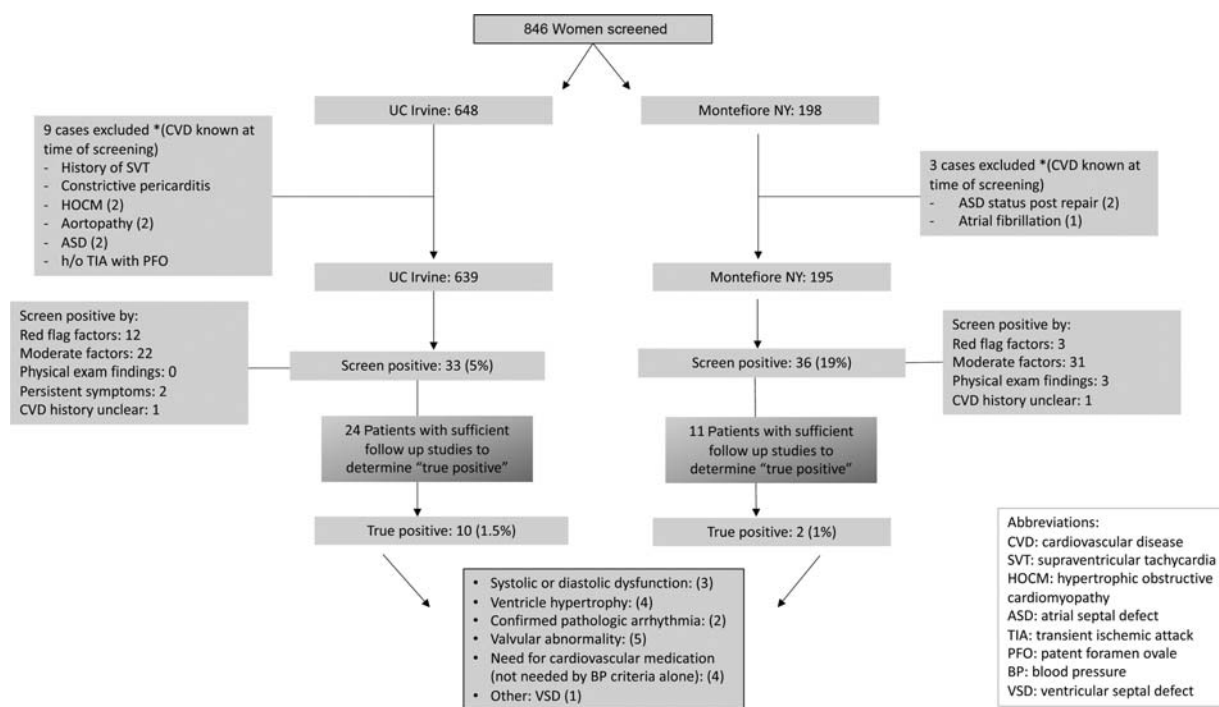 846 Women screened
UC Irvine: 648
Montefiore NY: 198
9 cases excluded *(CVD known at
time of screening)
- History of SVT
- Constrictive pericarditis
- HOCM (2)
- Aortopathy (2)
- ASD (2)
- h/o TIA with PFO
3 cases excluded *(CVD known at
time of screening)
- ASD status post repair (2)
- Atrial fibrillation (1)
UC Irvine: 639
Montefiore NY: 195
Screen positive by:
Red flag factors: 12
Moderate factors: 22
Physical exam findings: 0
Persistent symptoms: 2
CVD history unclear: 1
Screen positive: 33 (5%)
Screen positive: 36 (19%)
Screen positive by:
Red flag factors: 3
Moderate factors: 31
Physical exam findings: 3
CVD history unclear: 1
24 Patients with sufficient
follow up studies to
determine “true positive”
11 Patients with sufficient
follow up studies to
determine “true positive”
True positive: 10 (1.5%)
True positive: 2 (1%)
• Systolic or diastolic dysfunction: (3)
• Ventricle hypertrophy: (4)
• Confirmed pathologic arrhythmia: (2)
• Valvular abnormality: (5)
• Need for cardiovascular medication
(not needed by BP criteria alone): (4)
• Other: VSD (1)
Abbreviations:
CVD: cardiovascular disease
SVT: supraventricular tachycardia
HOCM: hypertrophic obstructive
cardiomyopathy
ASD: atrial septal defect
TIA: transient ischemic attack
PFO: patent foramen ovale
BP: blood pressure
VSD: ventricular septal defect